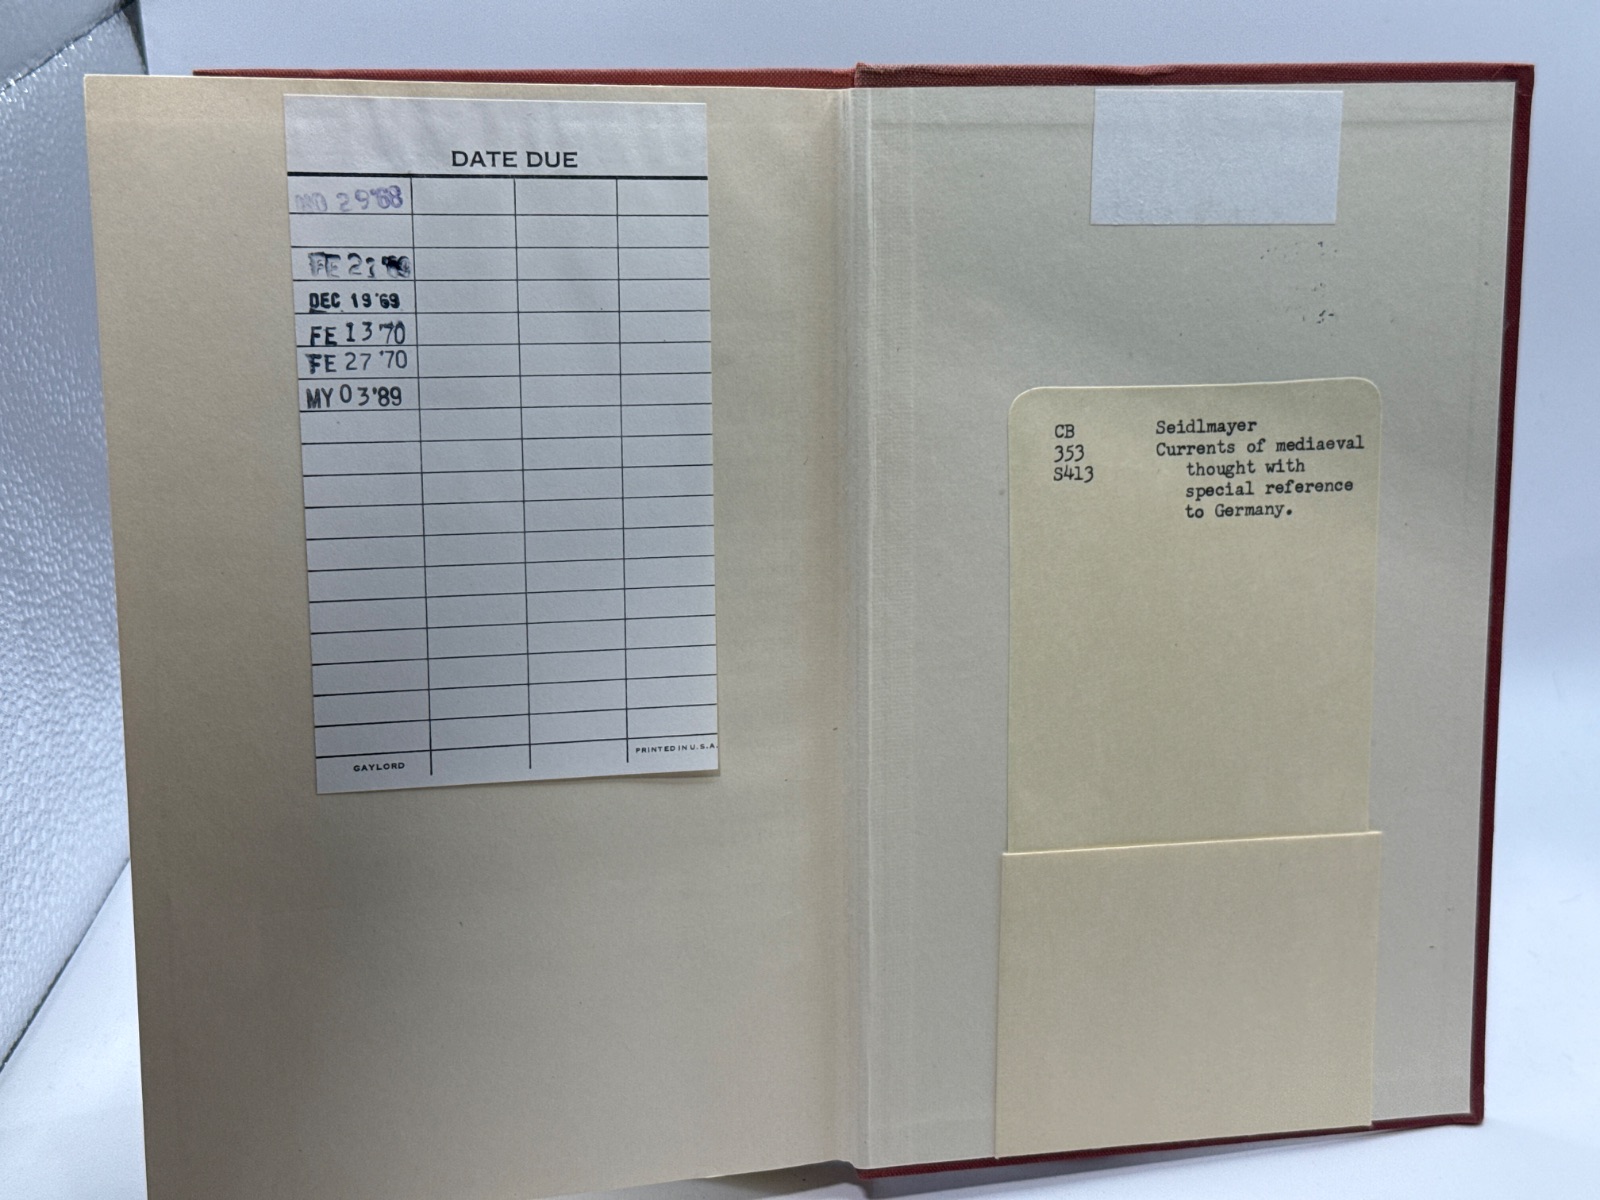 DATE DUE
29'68
FE
DEC 19'69
FE 13'70
FE 27'70
MY 03'89
GAYLORD
PRINTED IN U.S.A.
CB
353
S413
Seidlmayer
Currents of mediaeval
thought with
special reference
to Germany.